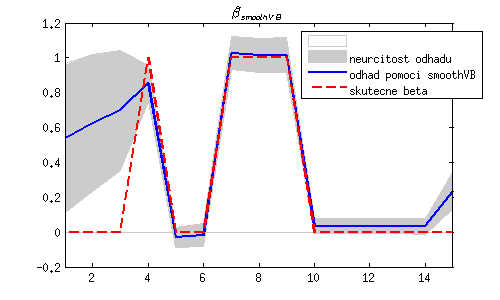 β̂smoothVB
1.2
1
0.8
0.6
0.4
0.2
0
-0.2
2 4 6 8 10 12 14
neurcitost odhadu
odhad pomoci smoothVB
skutecne beta